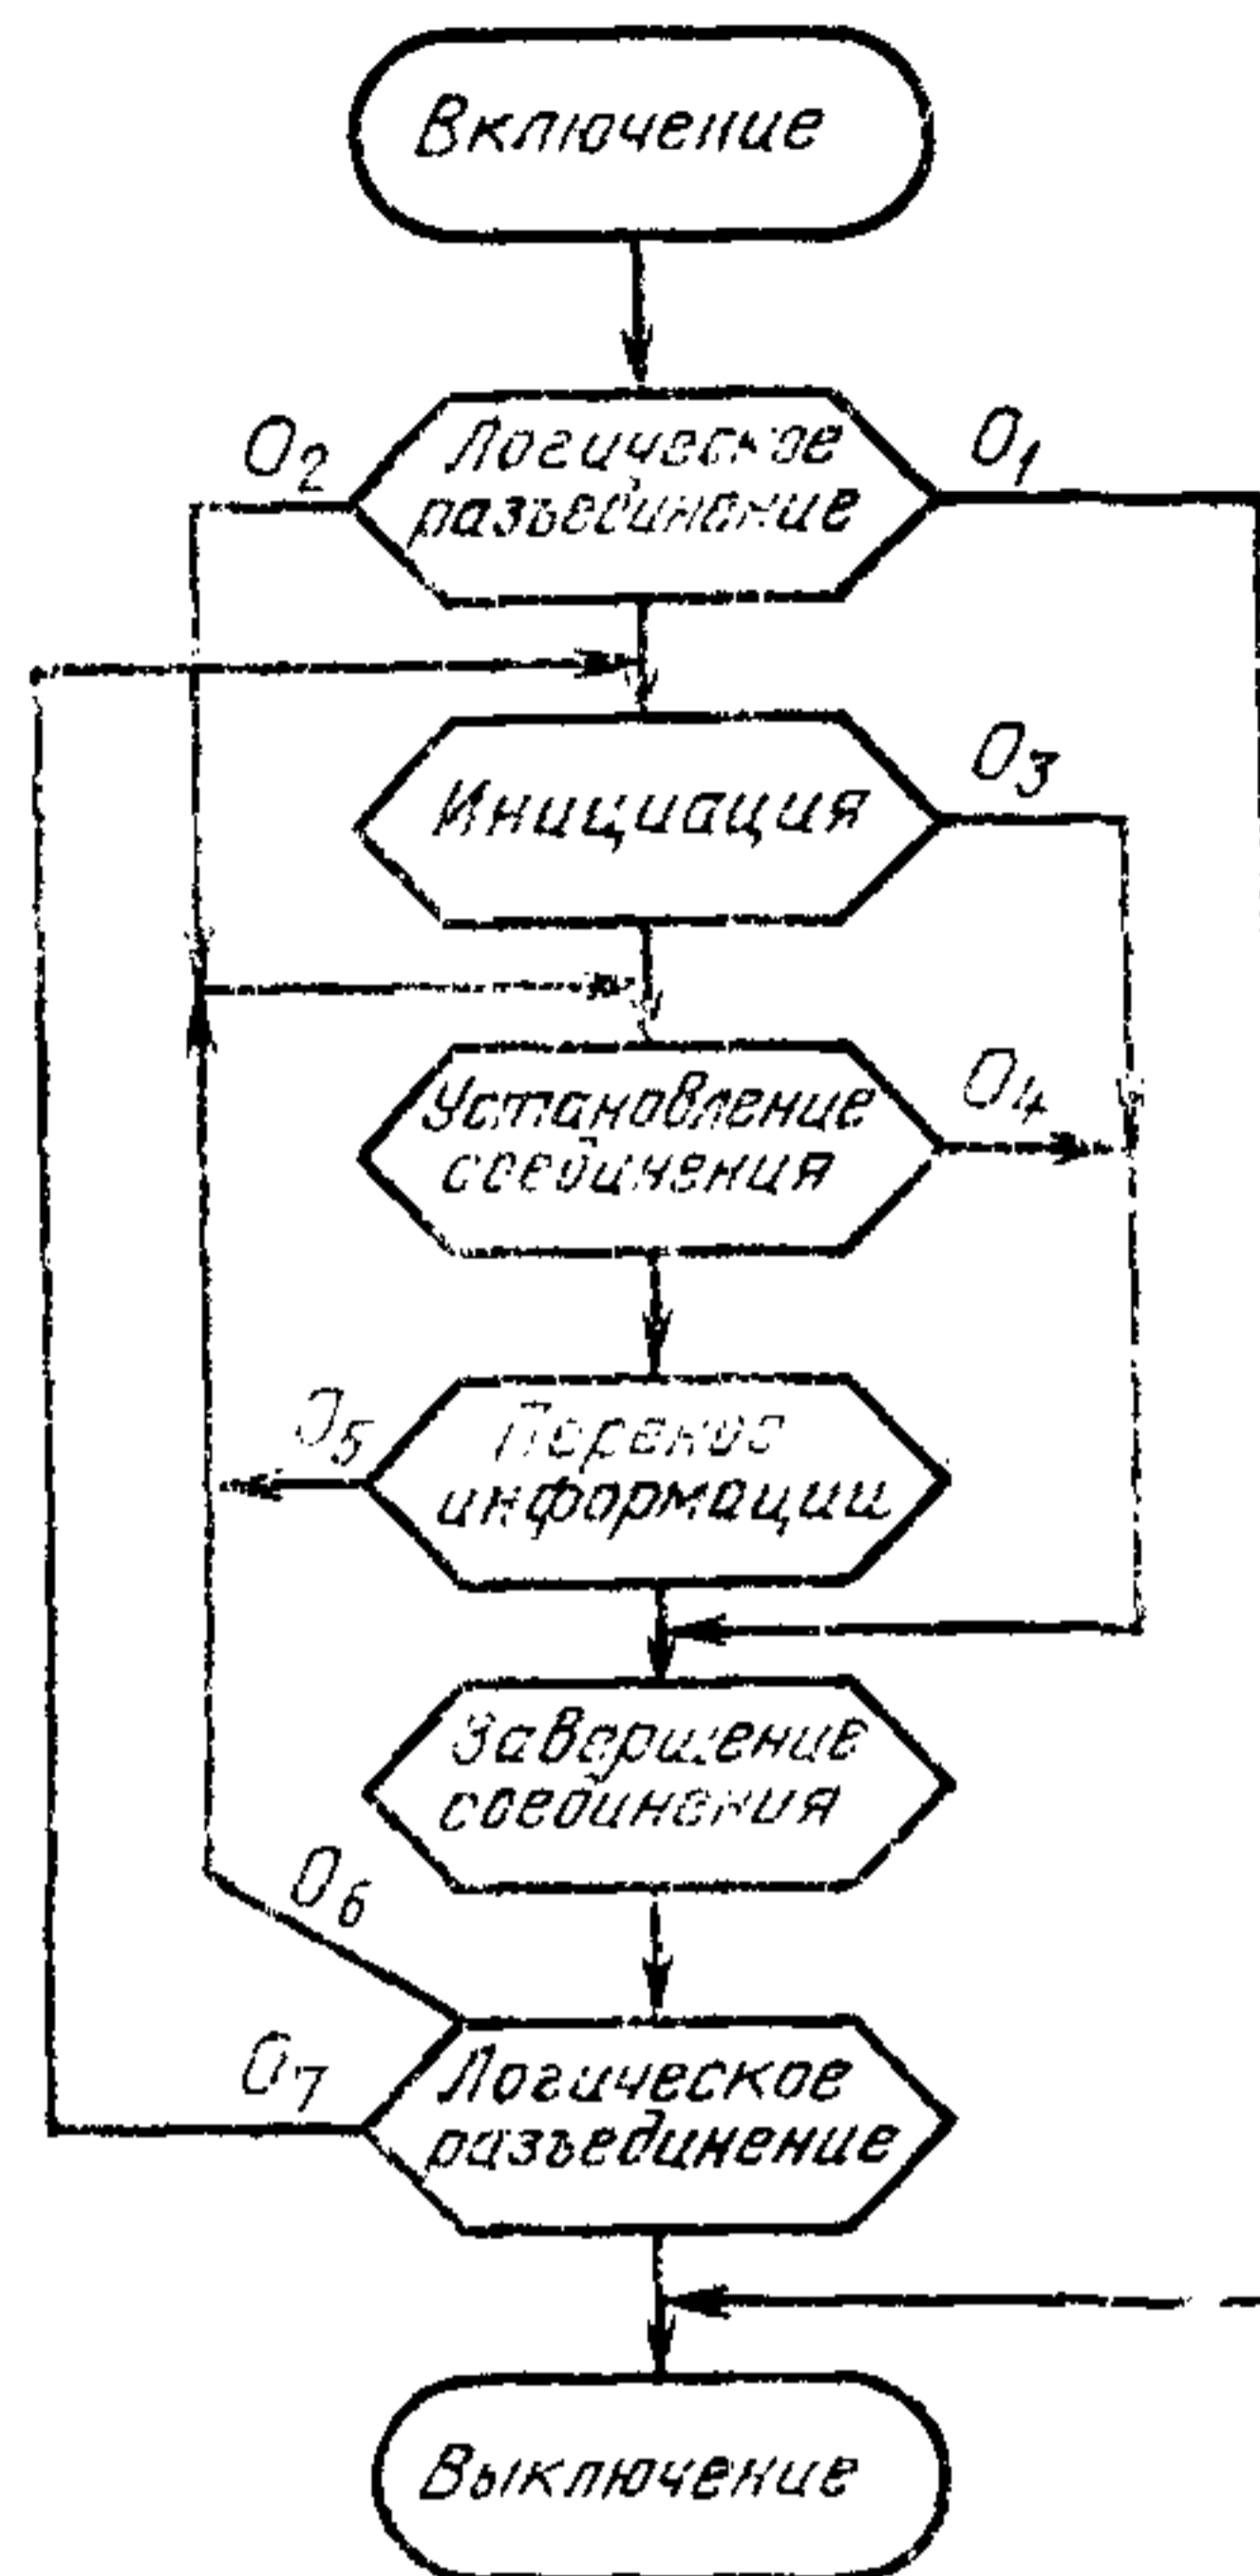 Включение
O2
Логическое
O1
разъединение
Инициация
O3
Установление
соединения
O4
O5
Перенос
информации
Завершение
соединения
O6
Логическое
разъединение
O7
Выключение